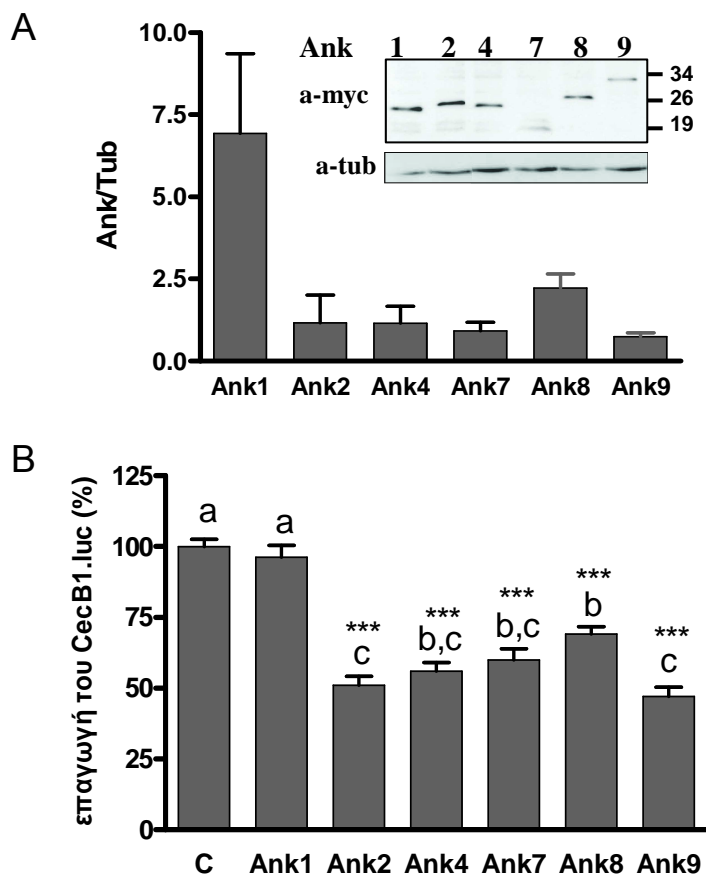 A
Ank/Tub
10.0
7.5
5.0
2.5
0.0
Ank 1 2 4 7 8 9
a-myc
34
26
19
a-tub
Ank1 Ank2 Ank4 Ank7 Ank8 Ank9
B
επαγωγή του CecB1.luc (%)
125
100
75
50
25
0
a a
*** *** *** *** ***
c b,c b,c b c
C Ank1 Ank2 Ank4 Ank7 Ank8 Ank9